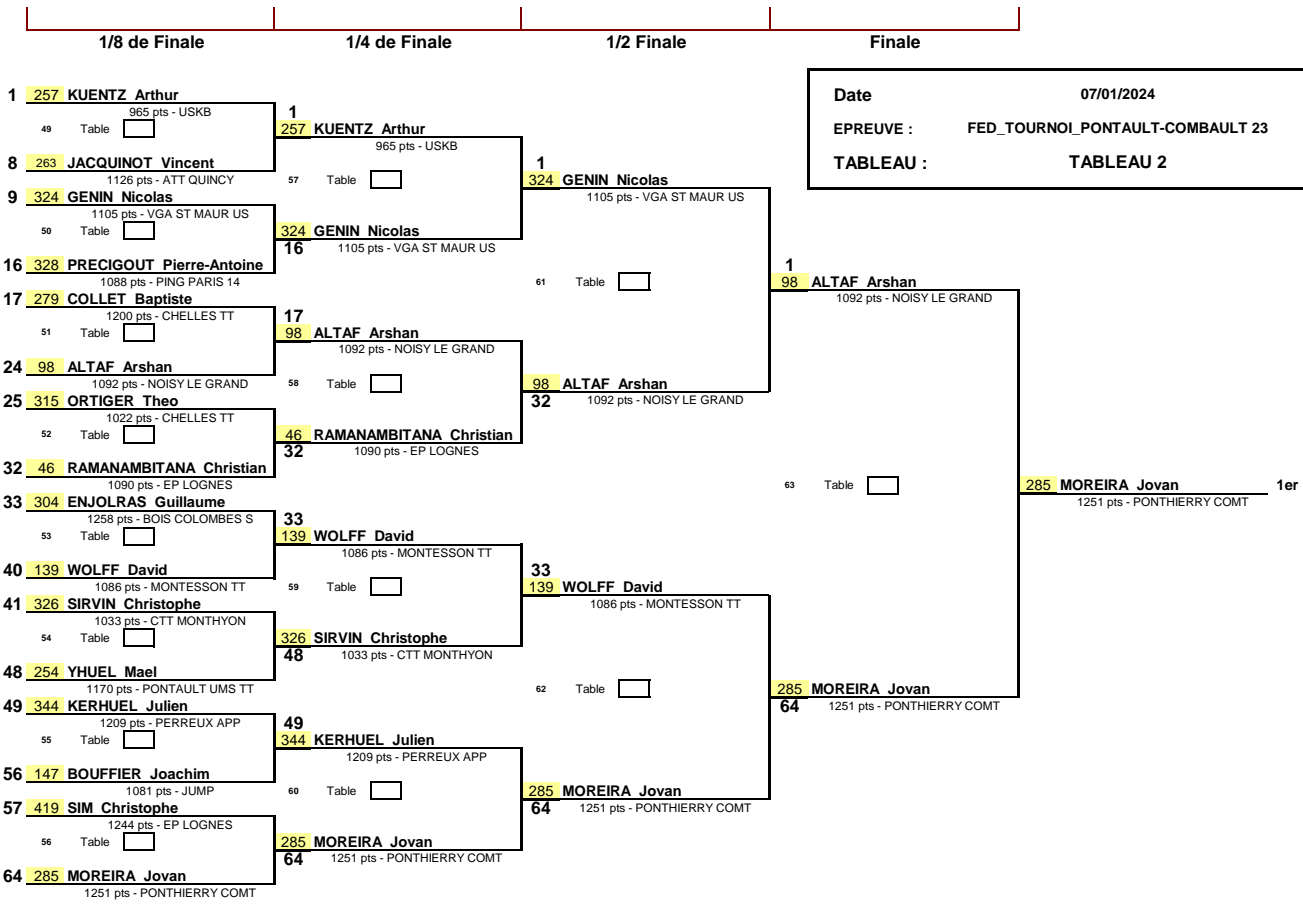 1/8 de Finale
1/4 de Finale
1/2 Finale
Finale
Date 07/01/2024
EPREUVE : FED_TOURNOI_PONTAULT-COMBAULT 23
TABLEAU : TABLEAU 2
1 257 KUENTZ Arthur
965 pts - USKB
49 Table
8 263 JACQUINOT Vincent
1126 pts - ATT QUINCY
9 324 GENIN Nicolas
1105 pts - VGA ST MAUR US
50 Table
16 328 PRECIGOUT Pierre-Antoine
1088 pts - PING PARIS 14
17 279 COLLET Baptiste
1200 pts - CHELLES TT
51 Table
24 98 ALTAF Arshan
1092 pts - NOISY LE GRAND
25 315 ORTIGER Theo
1022 pts - CHELLES TT
52 Table
32 46 RAMANAMBITANA Christian
1090 pts - EP LOGNES
33 304 ENJOLRAS Guillaume
1258 pts - BOIS COLOMBES S
53 Table
40 139 WOLFF David
1086 pts - MONTESSON TT
41 326 SIRVIN Christophe
1033 pts - CTT MONTHYON
54 Table
48 254 YHUEL Mael
1170 pts - PONTAULT UMS TT
49 344 KERHUEL Julien
1209 pts - PERREUX APP
55 Table
56 147 BOUFFIER Joachim
1081 pts - JUMP
57 419 SIM Christophe
1244 pts - EP LOGNES
56 Table
64 285 MOREIRA Jovan
1251 pts - PONTHIERRY COMT
1
257 KUENTZ Arthur
965 pts - USKB
57 Table
324 GENIN Nicolas
16 1105 pts - VGA ST MAUR US
17
98 ALTAF Arshan
1092 pts - NOISY LE GRAND
58 Table
46 RAMANAMBITANA Christian
32 1090 pts - EP LOGNES
33
139 WOLFF David
1086 pts - MONTESSON TT
59 Table
326 SIRVIN Christophe
48 1033 pts - CTT MONTHYON
49
344 KERHUEL Julien
1209 pts - PERREUX APP
60 Table
285 MOREIRA Jovan
64 1251 pts - PONTHIERRY COMT
1
324 GENIN Nicolas
1105 pts - VGA ST MAUR US
61 Table
98 ALTAF Arshan
32 1092 pts - NOISY LE GRAND
33
139 WOLFF David
1086 pts - MONTESSON TT
62 Table
285 MOREIRA Jovan
64 1251 pts - PONTHIERRY COMT
1
98 ALTAF Arshan
1092 pts - NOISY LE GRAND
63 Table
285 MOREIRA Jovan
64 1251 pts - PONTHIERRY COMT
285 MOREIRA Jovan 1er
1251 pts - PONTHIERRY COMT